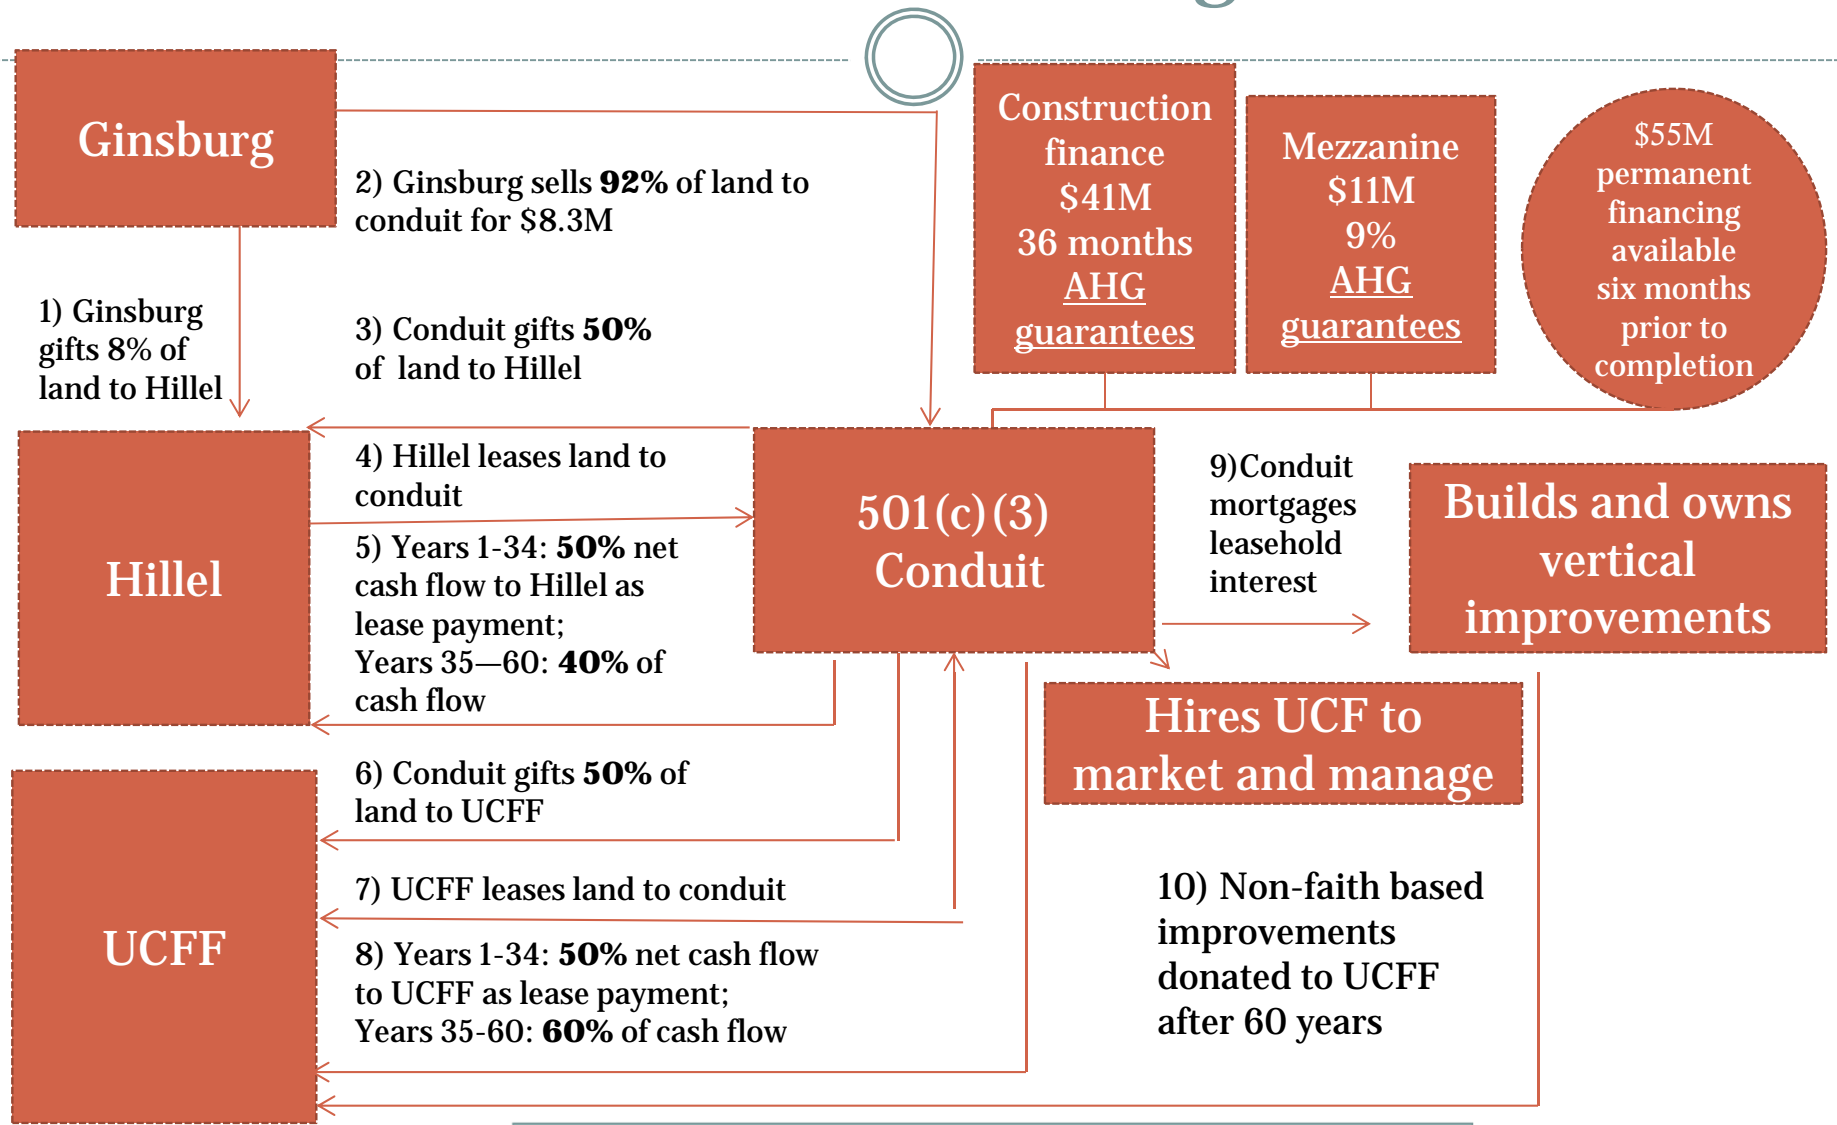 Ginsburg
2) Ginsburg sells 92% of land to
conduit for $8.3M
1) Ginsburg
gifts 8% of
land to Hillel
3) Conduit gifts 50%
of land to Hillel
Construction
finance
$41M
36 months
AHG
guarantees
Mezzanine
$11M
9%
AHG
guarantees
$55M
permanent
financing
available
six months
prior to
completion
Hillel
4) Hillel leases land to
conduit
5) Years 1-34: 50% net
cash flow to Hillel as
lease payment;
Years 35—60: 40% of
cash flow
501(c)(3)
Conduit
9)Conduit
mortgages
leasehold
interest
Builds and owns
vertical
improvements
Hires UCF to
market and manage
UCFF
6) Conduit gifts 50% of
land to UCFF
7) UCFF leases land to conduit
8) Years 1-34: 50% net cash flow
to UCFF as lease payment;
Years 35-60: 60% of cash flow
10) Non-faith based
improvements
donated to UCFF
after 60 years